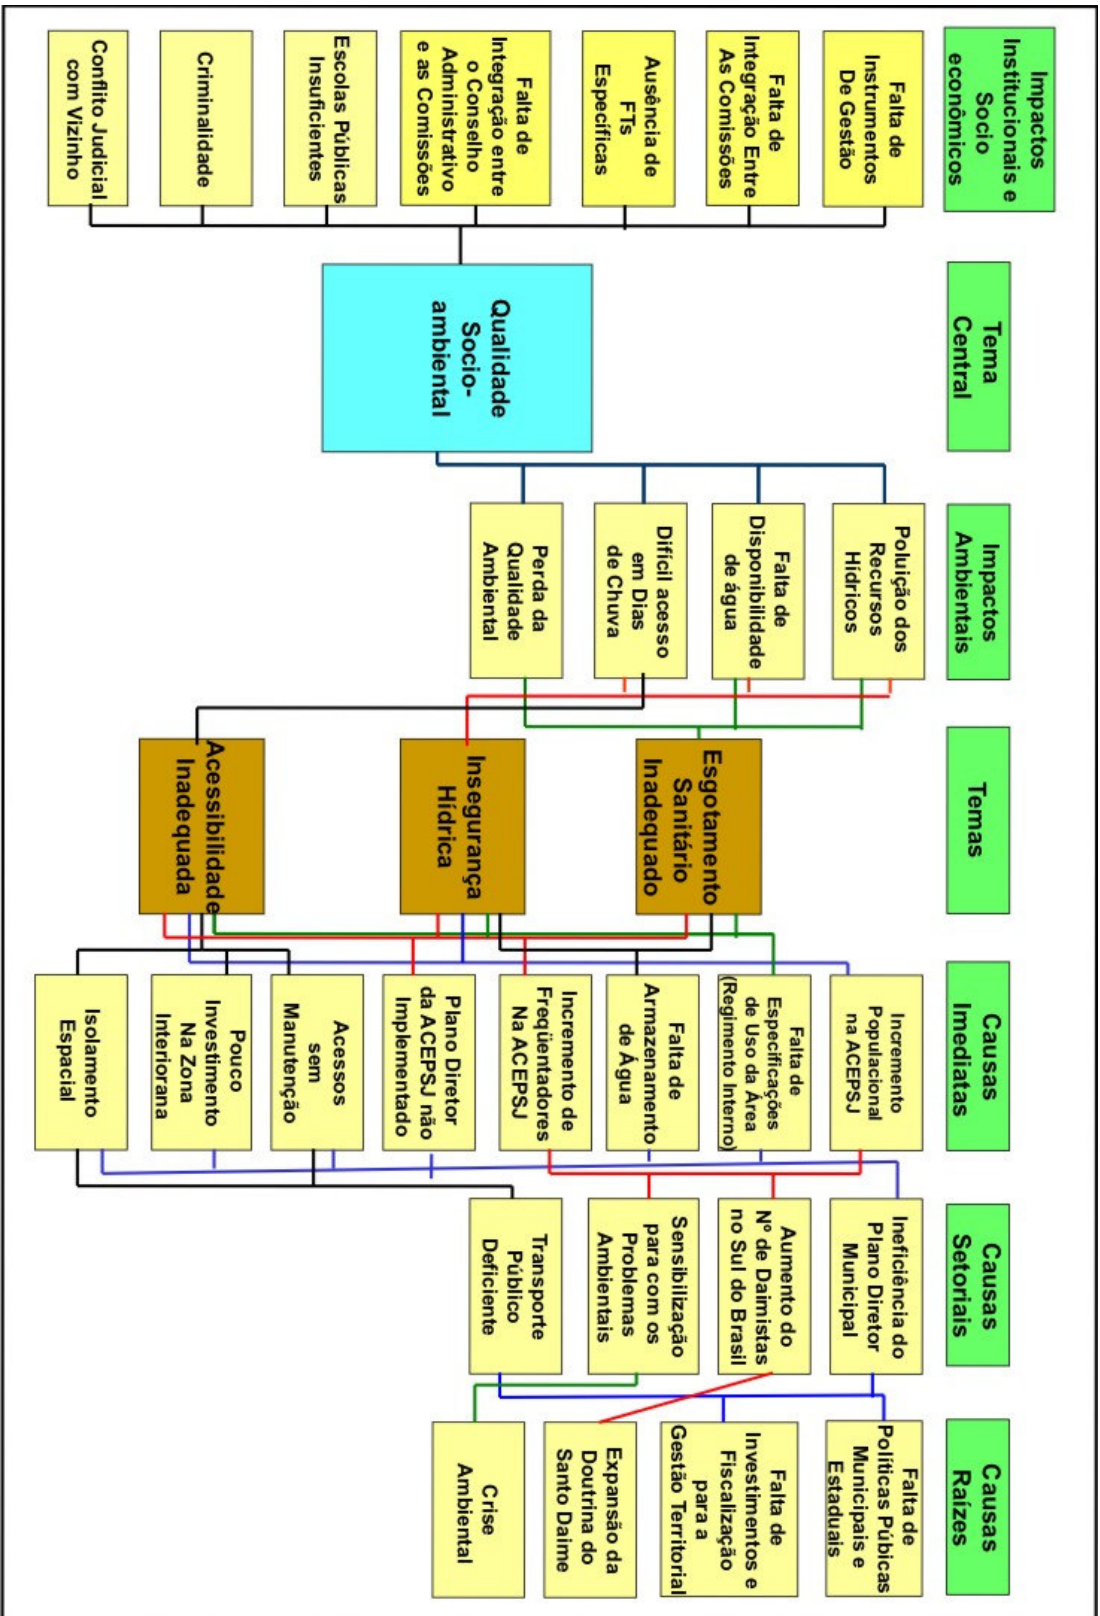 Impactos
Institucionais e
Socio
econômicos
Falta de
Instrumentos
De Gestão
Falta de
Integração Entre
As Comissões
Ausência de
FTs
Especificas
Falta de
Integração entre
o Conselho
Administrativo
e as Comissões
Escolas Públicas
Insuficientes
Criminalidade
Conflito Judicial
com Vizinho
Tema
Central
Qualidade
Socio-
ambiental
Impactos
Ambientais
Poluição dos
Recursos
Hídricos
Falta de
Disponibilidade
de água
Difícil acesso
em Dias
de Chuva
Perda da
Qualidade
Ambiental
Temas
Esgotamento
Sanitário
Inadequado
Insegurança
Hídrica
Acessibilidade
Inadequada
Causas
Imediatas
Incremento
Populacional
na ACEPSJ
Falta de
Especificações
de Uso da Área
(Regimento Interno)
Falta de
Armazenamento
de Água
Incremento de
Freqüentadores
Na ACEPSJ
Plano Diretor
da ACEPSJ não
Implementado
Acessos
sem
Manutenção
Pouco
Investimento
Na Zona
Interiorana
Isolamento
Espacial
Causas
Setoriais
Ineficiência do
Plano Diretor
Municipal
Aumento do
Nº de Daimistas
no Sul do Brasil
Sensibilização
para com os
Problemas
Ambientais
Transporte
Público
Deficiente
Causas
Raízes
Falta de
Políticas Púbicas
Municipais e
Estaduais
Falta de
Investimentos e
Fiscalização
para a
Gestão Territorial
Expansão da
Doutrina do
Santo Daime
Crise
Ambiental